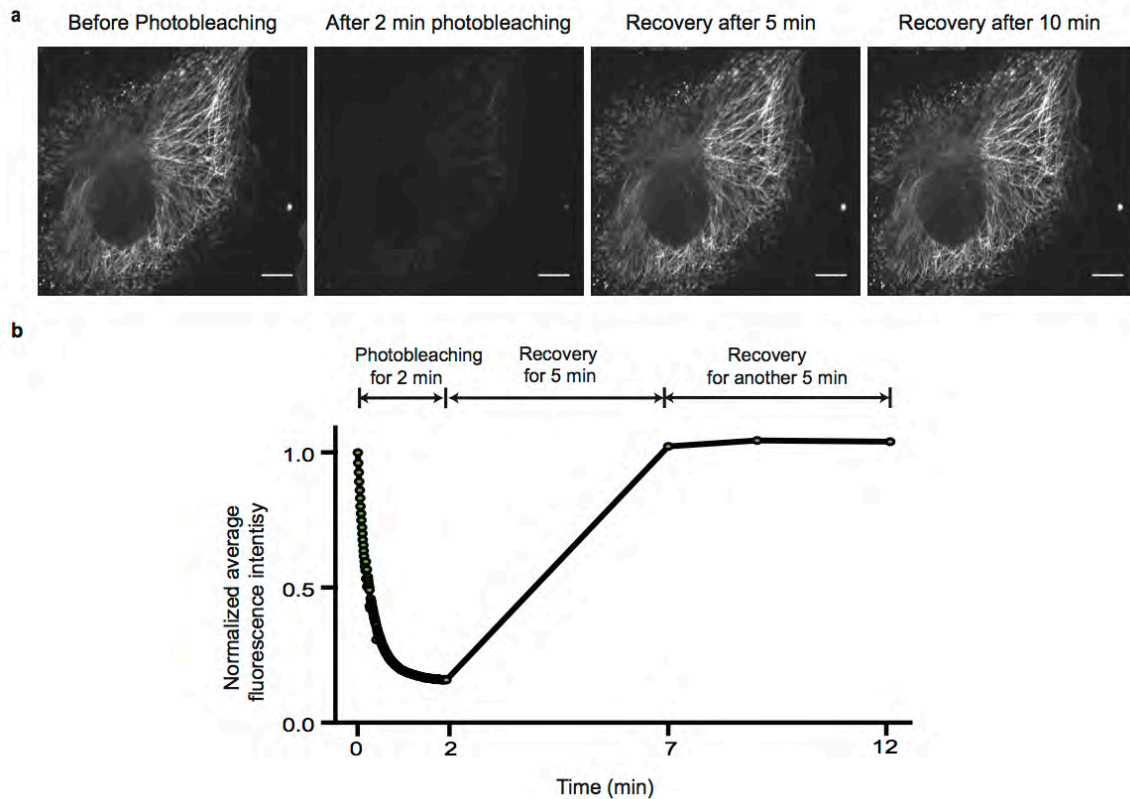 a
Before Photobleaching
After 2 min photobleaching
Recovery after 5 min
Recovery after 10 min
b
Photobleaching
for 2 min
Recovery
for 5 min
Recovery
for another 5 min
Normalized average
fluorescence intentisy
1.0
0.5
0.0
0
2
7
12
Time (min)